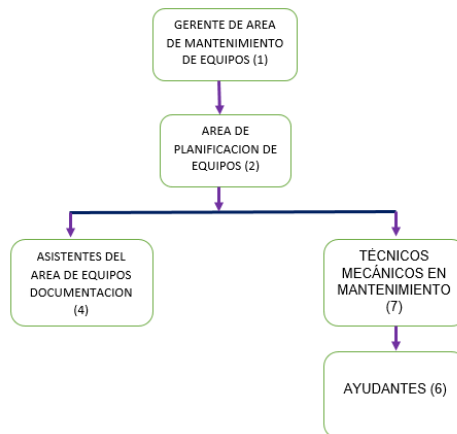 GERENTE DE AREA
DE MANTENIMIENTO
DE EQUIPOS (1)
AREA DE
PLANIFICACION DE
EQUIPOS (2)
ASISTENTES DEL
AREA DE EQUIPOS
DOCUMENTACION
(4)
TÉCNICOS
MECÁNICOS EN
MANTENIMIENTO
(7)
AYUDANTES (6)